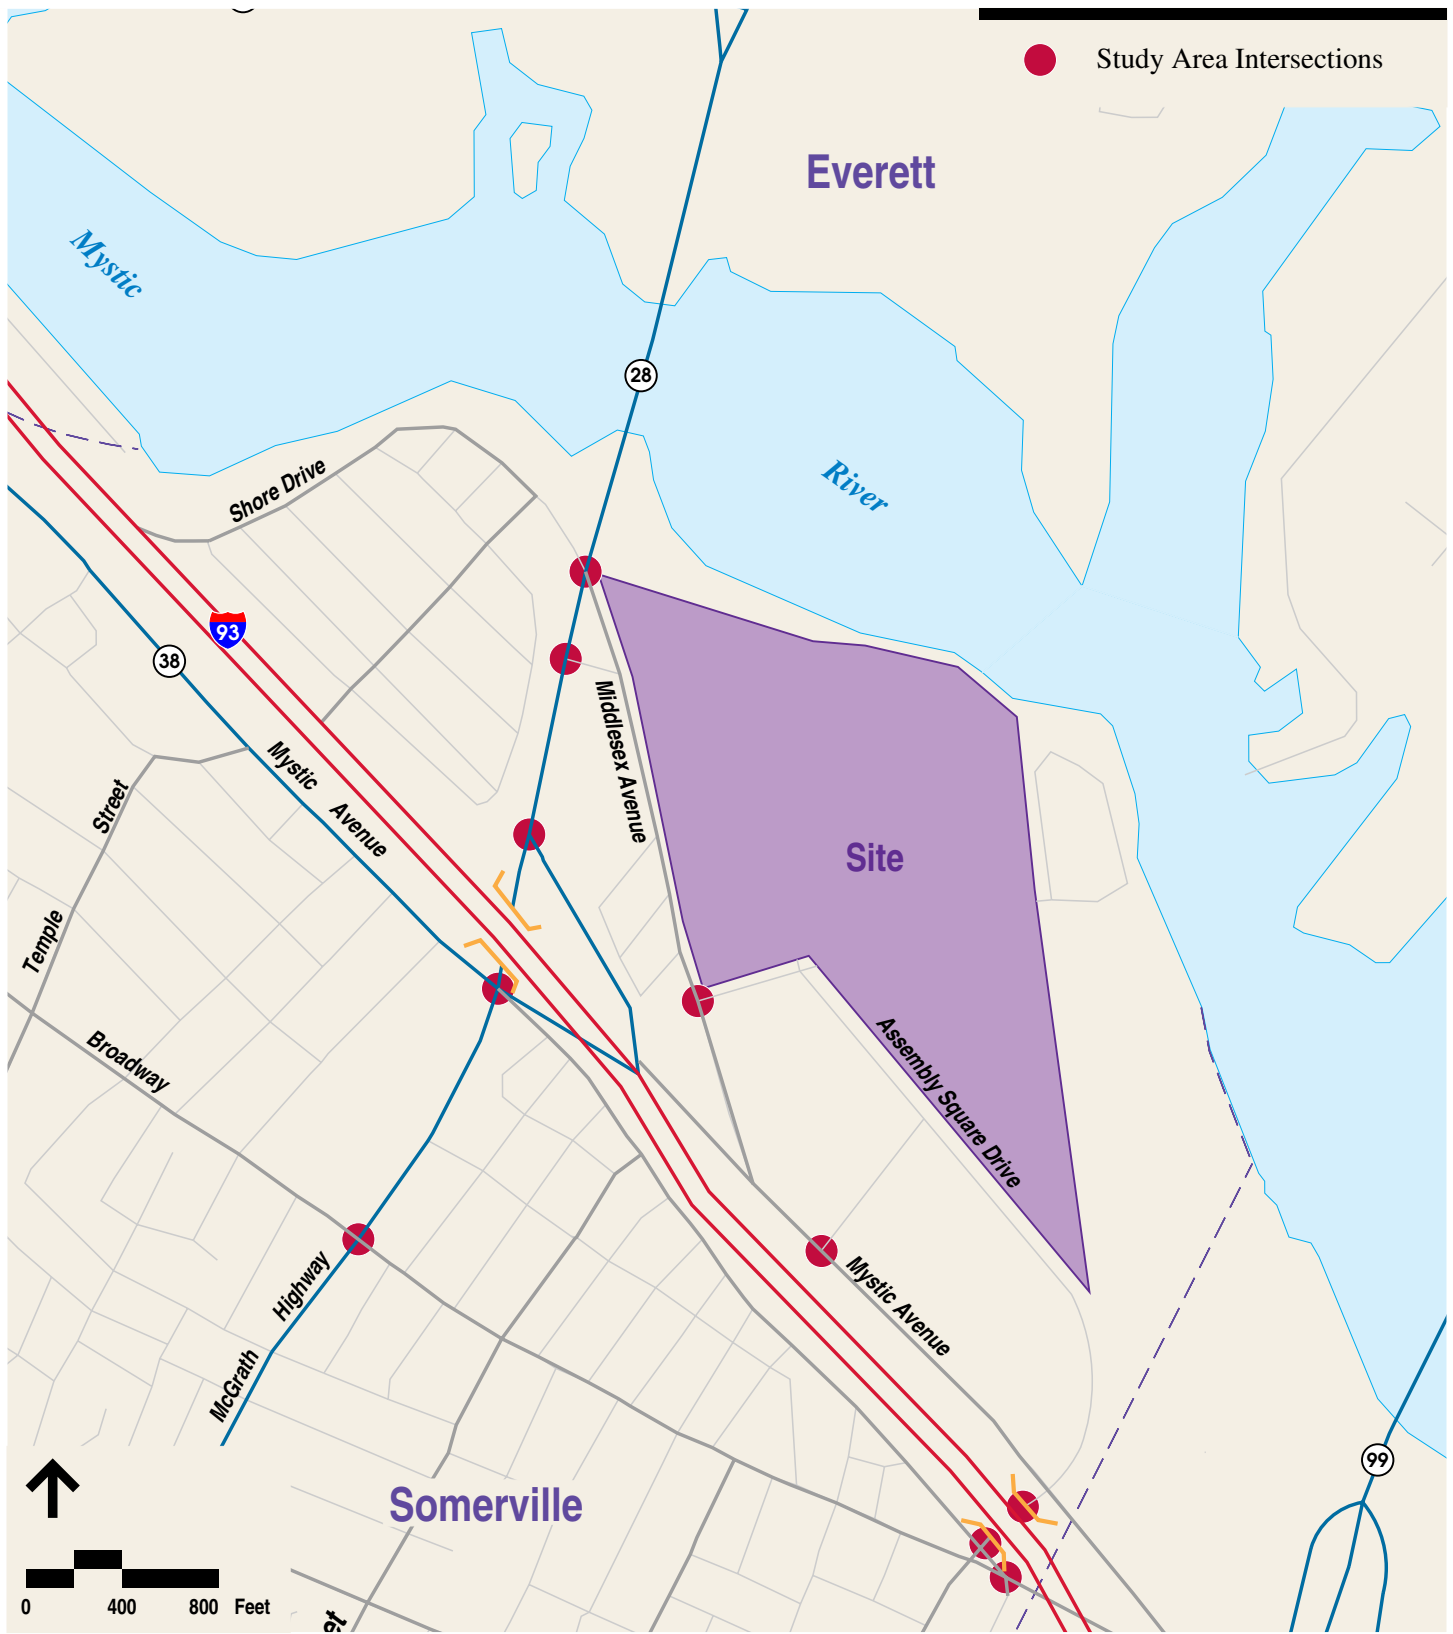 Study Area Intersections
Everett
Mystic
28
River
Shore Drive
93
38
Middlesex Avenue
Mystic
Avenue
Street
Site
Temple
Assembly Square Drive
Broadway
Mystic Avenue
Highway
McGrath
99
Somerville
0 400 800 Feet
et